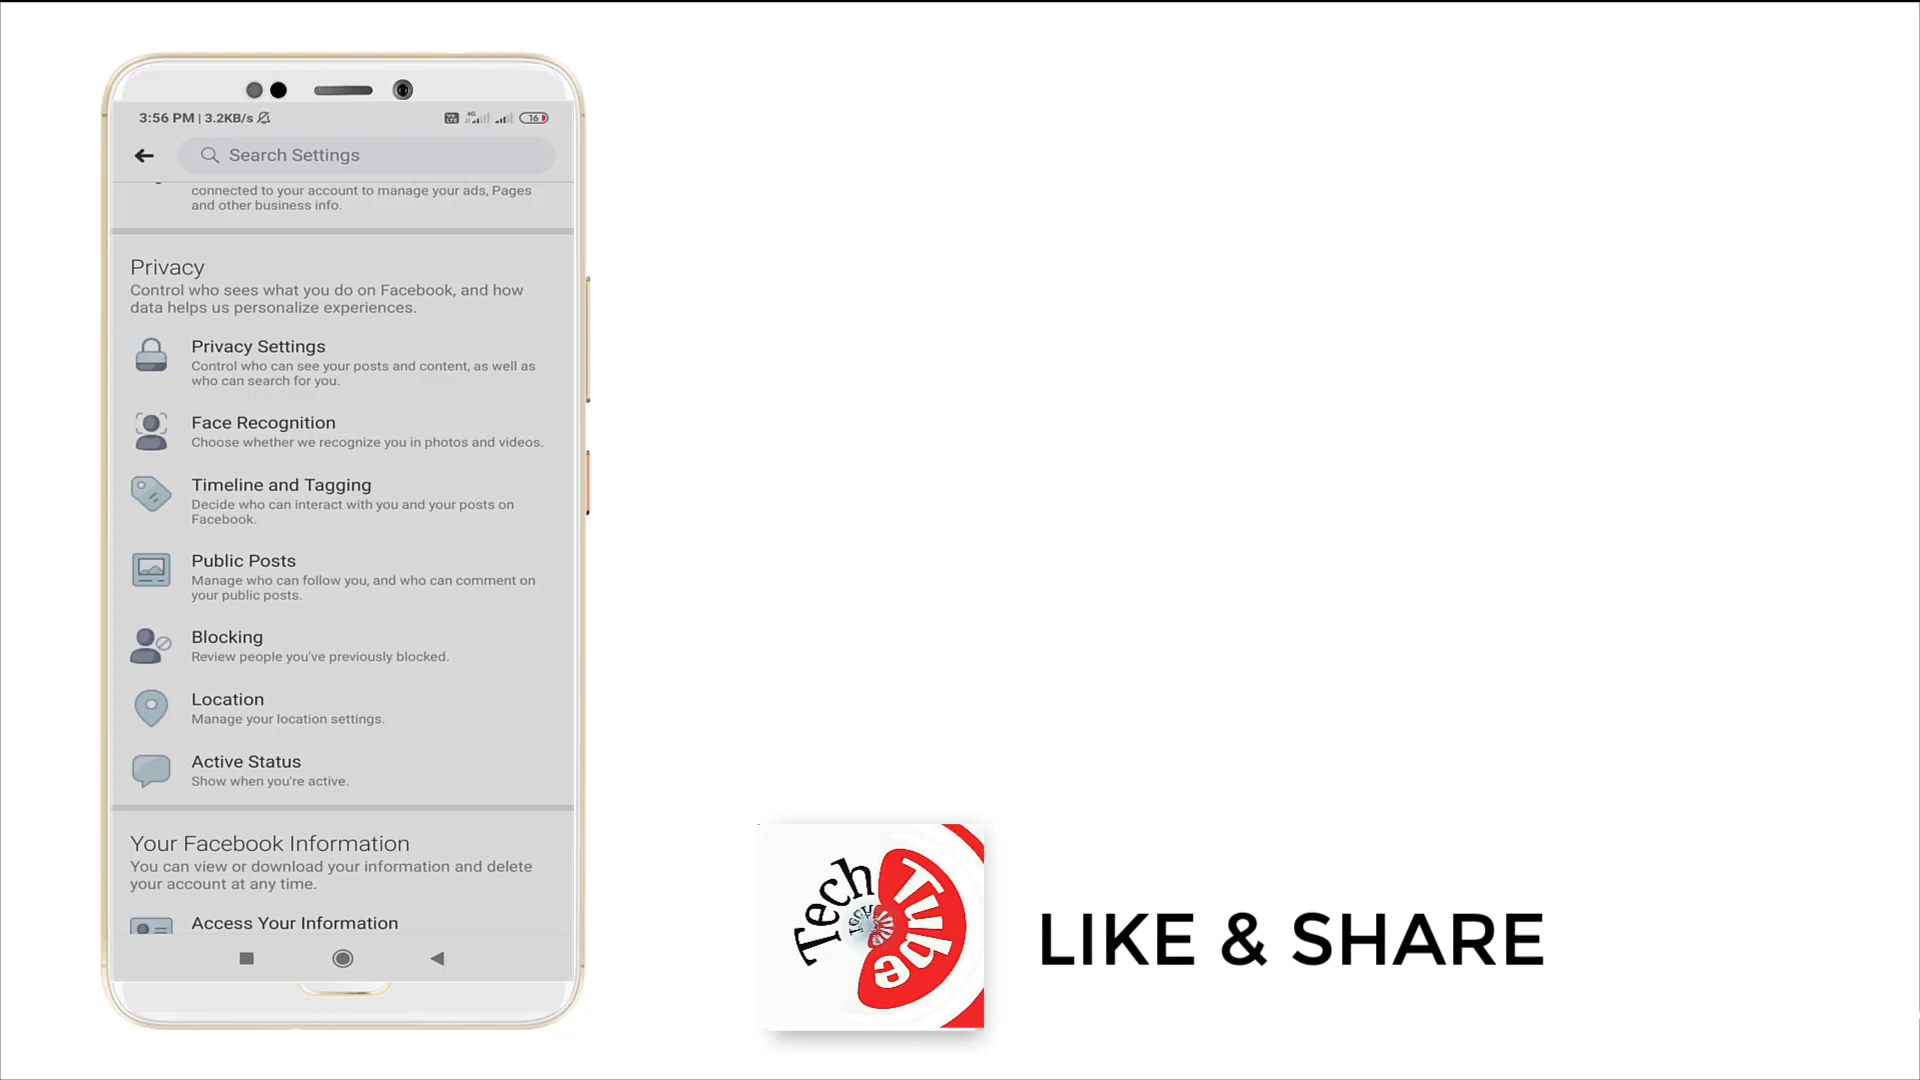 3:56 PM | 3.2KB/s
Vo LTE 4G 16
Search Settings
connected to your account to manage your ads, Pages
and other business info.
Privacy
Control who sees what you do on Facebook, and how
data helps us personalize experiences.
Privacy Settings
Control who can see your posts and content, as well as
who can search for you.
Face Recognition
Choose whether we recognize you in photos and videos.
Timeline and Tagging
Decide who can interact with you and your posts on
Facebook.
Public Posts
Manage who can follow you, and who can comment on
your public posts.
Blocking
Review people you've previously blocked.
Location
Manage your location settings.
Active Status
Show when you're active.
Your Facebook Information
You can view or download your information and delete
your account at any time.
Access Your Information
Tech Tube
LIKE & SHARE